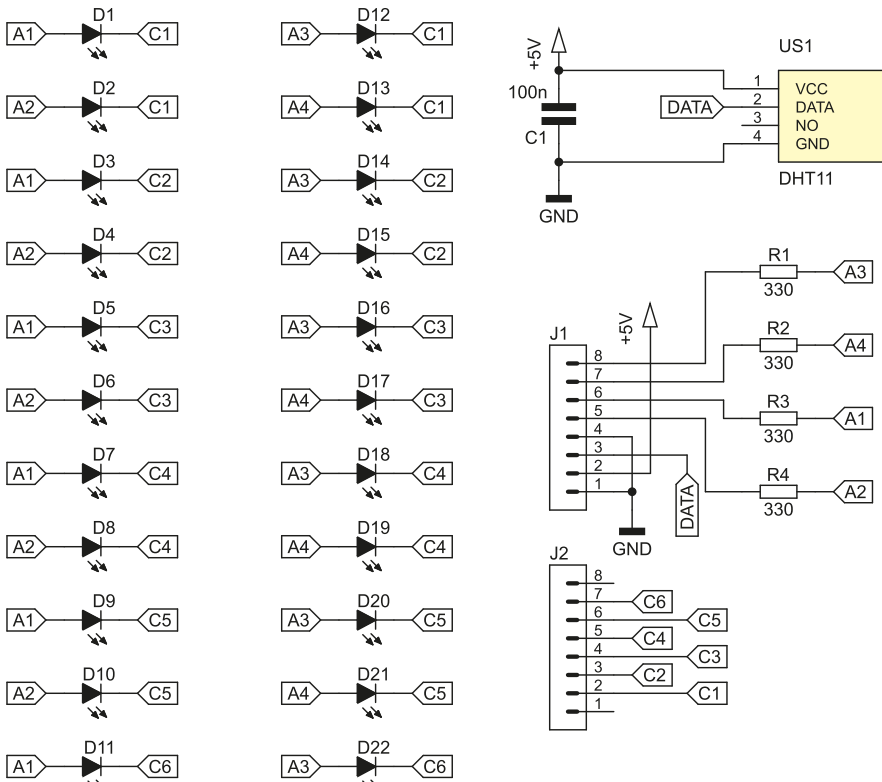 A1 D1 C1
A2 D2 C1
A1 D3 C2
A2 D4 C2
A1 D5 C3
A2 D6 C3
A1 D7 C4
A2 D8 C4
A1 D9 C5
A2 D10 C5
A1 D11 C6
A3 D12 C1
A4 D13 C1
A3 D14 C2
A4 D15 C2
A3 D16 C3
A4 D17 C3
A3 D18 C4
A4 D19 C4
A3 D20 C5
A4 D21 C5
A3 D22 C6
+5V
100n
C1
GND
DATA
US1
1 VCC
2 DATA
3 NO
4 GND
DHT11
J1
8
7
6
5
4
3
2
1
+5V
GND
DATA
R1
330
A3
R2
330
A4
R3
330
A1
R4
330
A2
J2
8
7 C6
6 C5
5 C4
4 C3
3 C2
2 C1
1